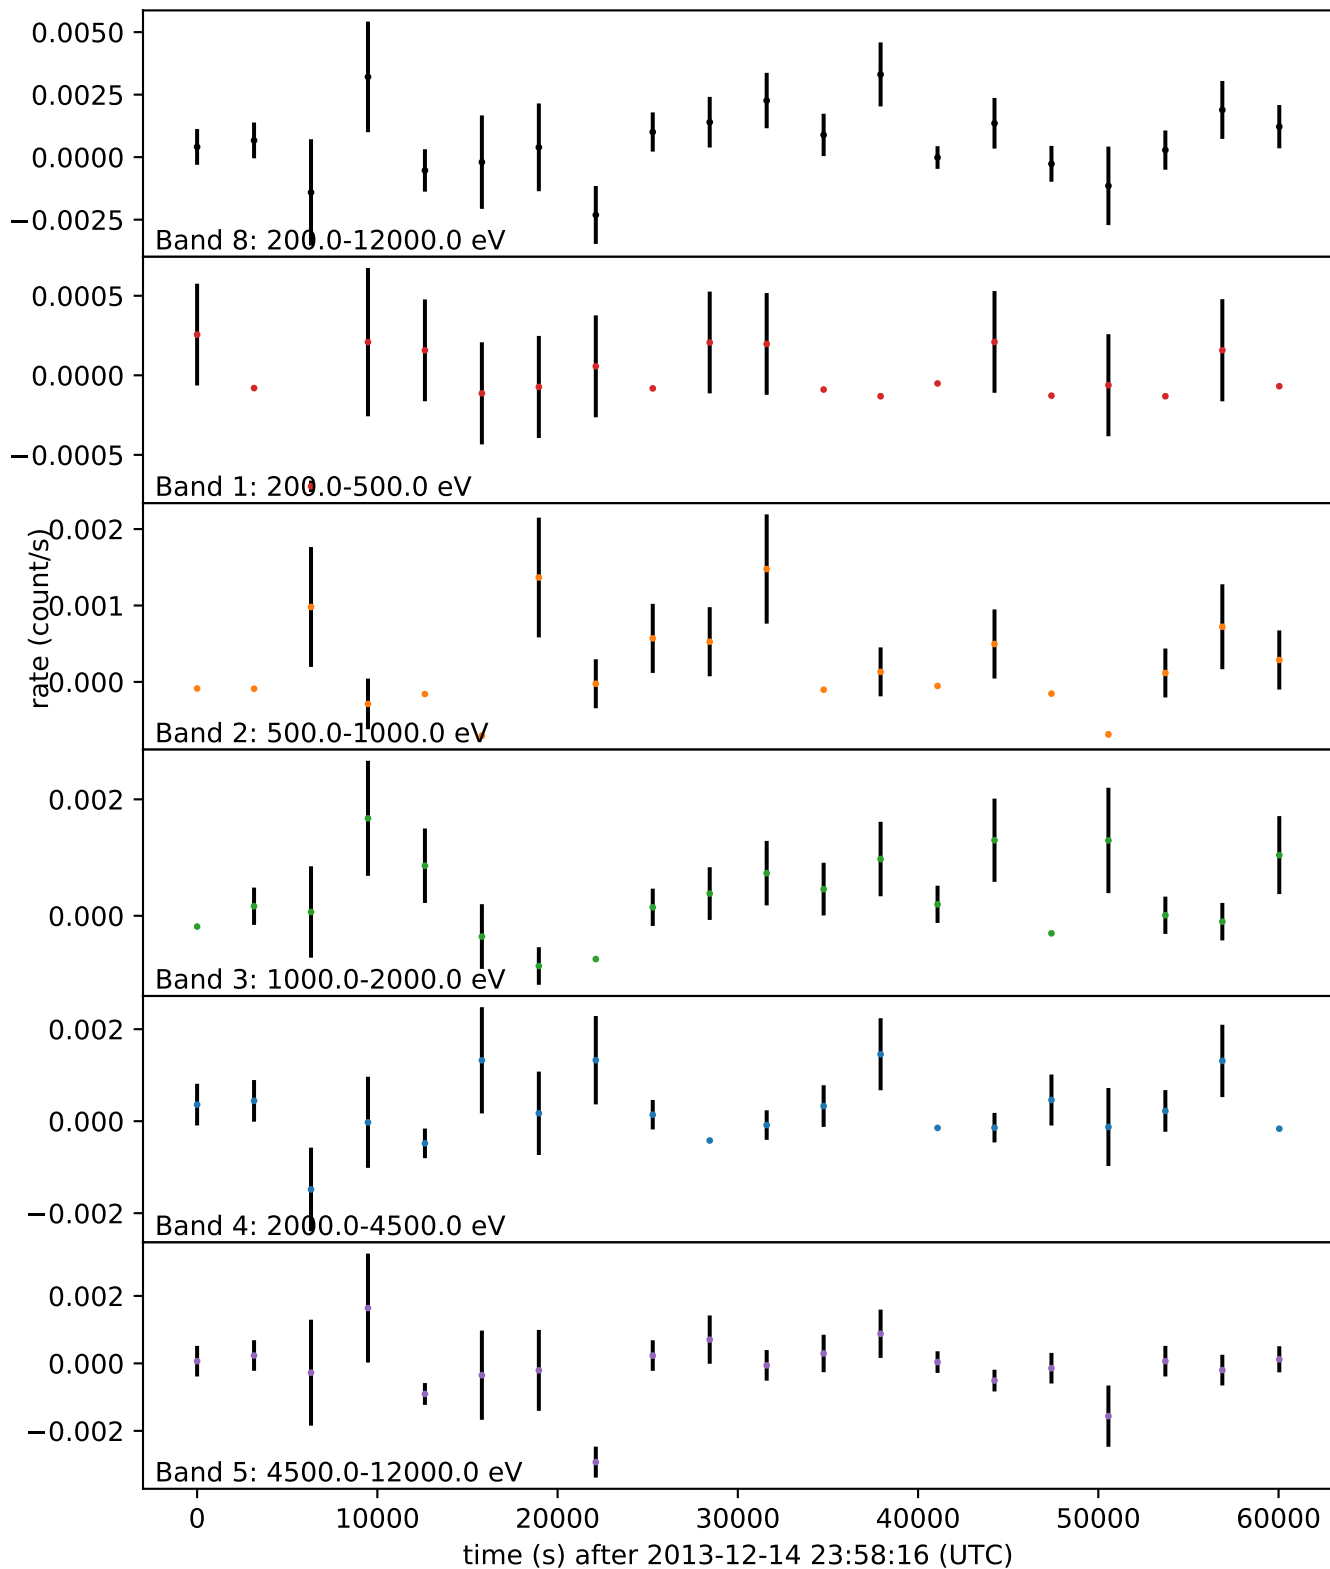 0.0050
0.0025
0.0000
−0.0025
Band 8: 200.0-12000.0 eV
0.0005
0.0000
−0.0005
Band 1: 200.0-500.0 eV
rate (count/s)
0.002
0.001
0.000
Band 2: 500.0-1000.0 eV
0.002
0.000
Band 3: 1000.0-2000.0 eV
0.002
0.000
−0.002
Band 4: 2000.0-4500.0 eV
0.002
0.000
−0.002
Band 5: 4500.0-12000.0 eV
0 10000 20000 30000 40000 50000 60000
time (s) after 2013-12-14 23:58:16 (UTC)